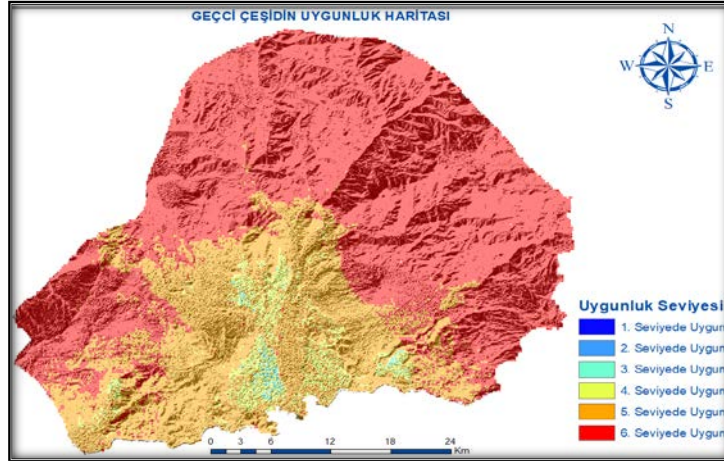 GEÇCİ ÇEŞİDİN UYGUNLUK HARİTASI
N
W E
S
Uygunluk Seviyesi
1. Seviyede Uygun
2. Seviyede Uygun
3. Seviyede Uygun
4. Seviyede Uygun
5. Seviyede Uygun
6. Seviyede Uygun
0 3 6 12 18 24
Km